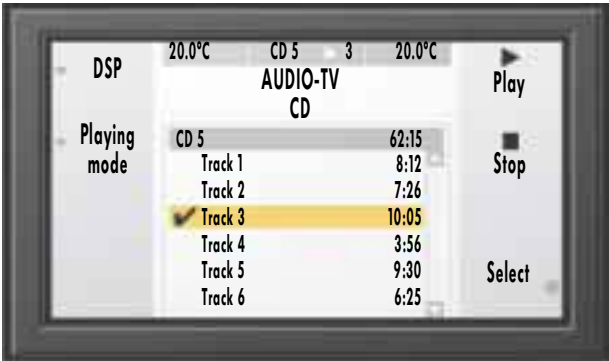 20.0°C CD 5 3 20.0°C
AUDIO-TV
CD
DSP
Playing
mode
CD 5 62:15
Track 1 8:12
Track 2 7:26
Track 3 10:05
Track 4 3:56
Track 5 9:30
Track 6 6:25
Play
Stop
Select